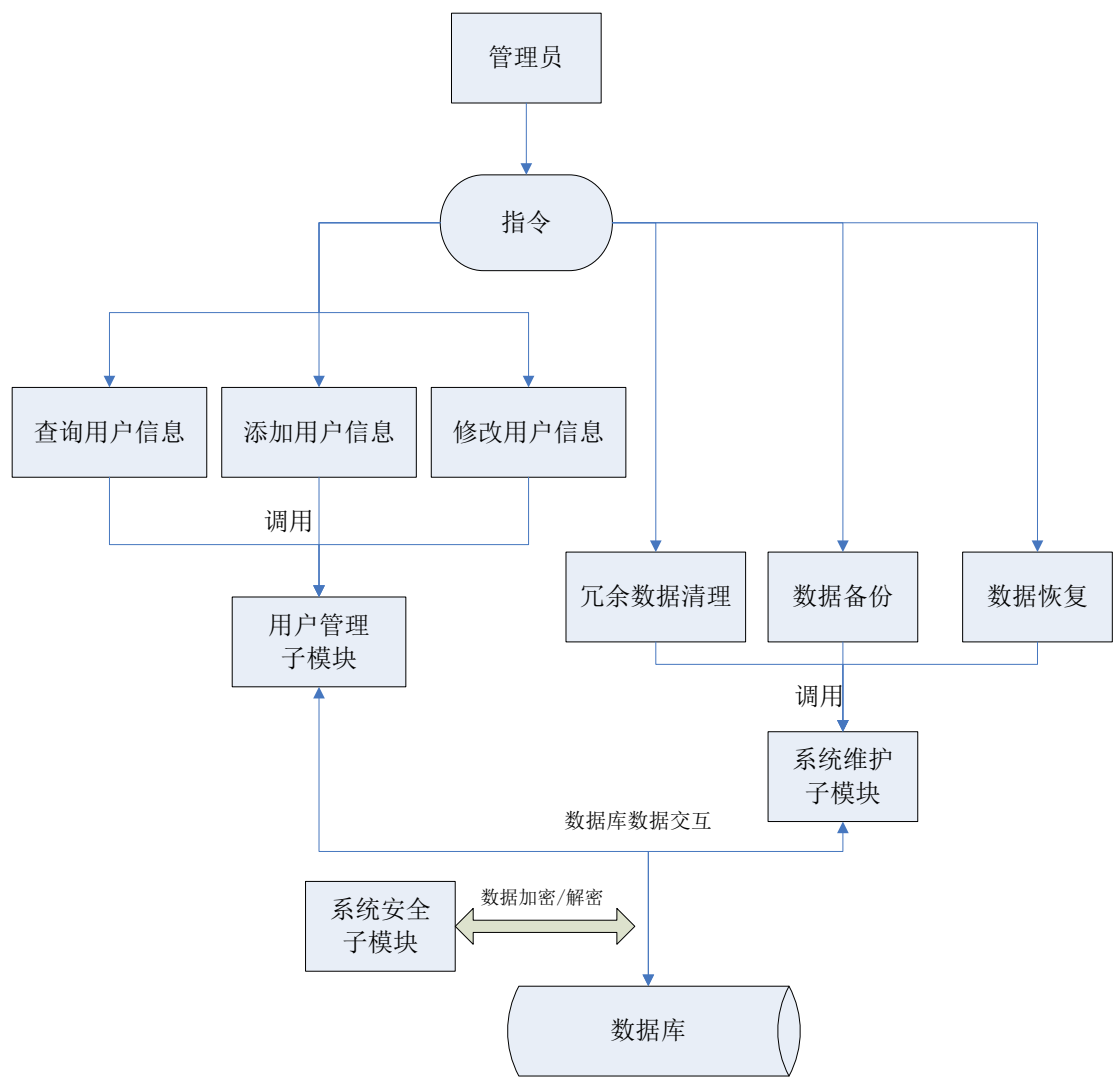 管理员
指令
查询用户信息
添加用户信息
修改用户信息
调用
冗余数据清理
数据备份
数据恢复
用户管理
子模块
调用
系统维护
子模块
数据库数据交互
数据加密/解密
系统安全
子模块
数据库